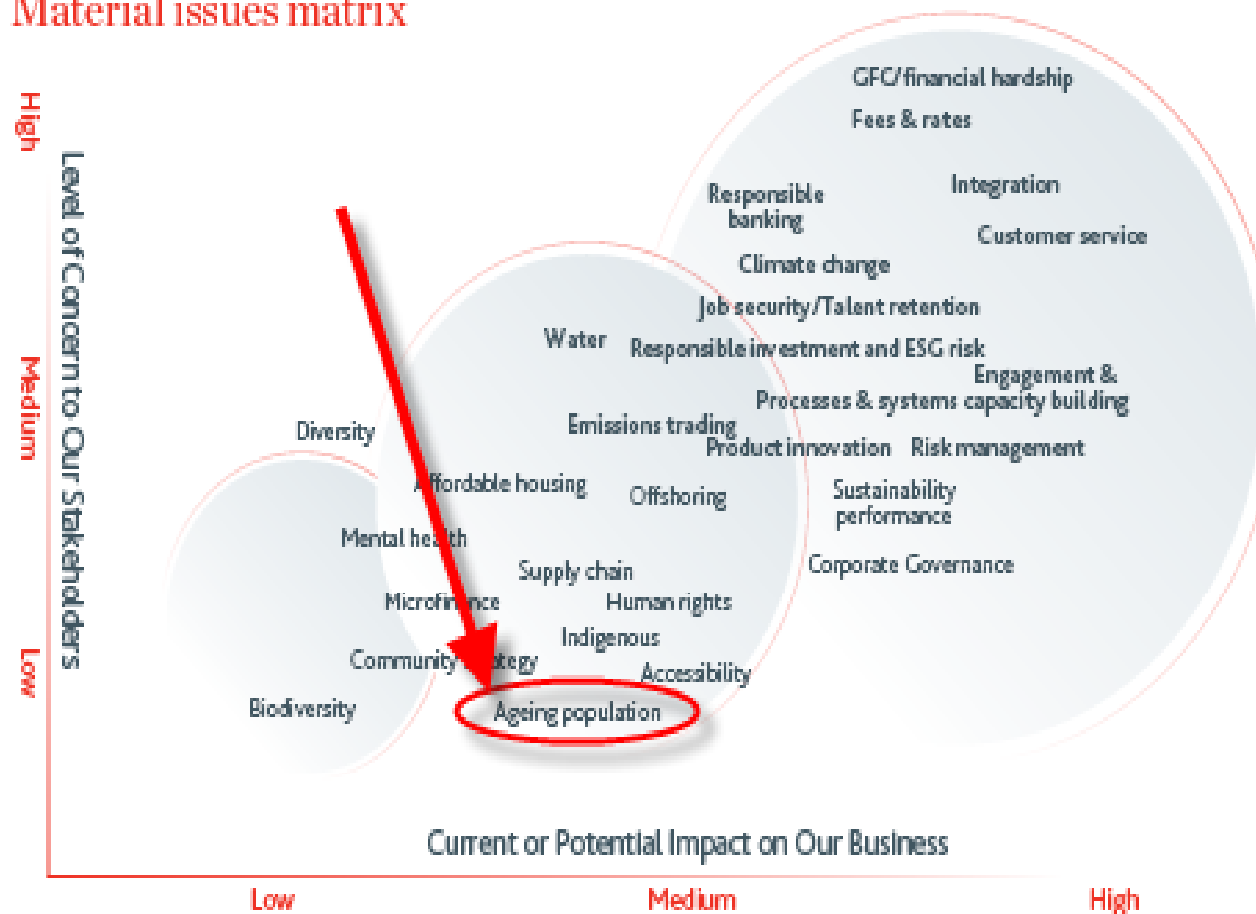 Material issues matrix
High
Level of Concern to Our Stakeholders
Medium
Low
GFC/financial hardship
Fees & rates
Integration
Responsible
banking
Customer service
Climate change
Job security/Talent retention
Water
Responsible investment and ESG risk
Engagement &
Processes & systems capacity building
Diversity
Emissions trading
Product innovation
Risk management
Affordable housing
Offshoring
Sustainability
performance
Mental health
Supply chain
Corporate Governance
Microfinance
Human rights
Indigenous
Community Strategy
Accessibility
Biodiversity
Ageing population
Current or Potential Impact on Our Business
Low
Medium
High